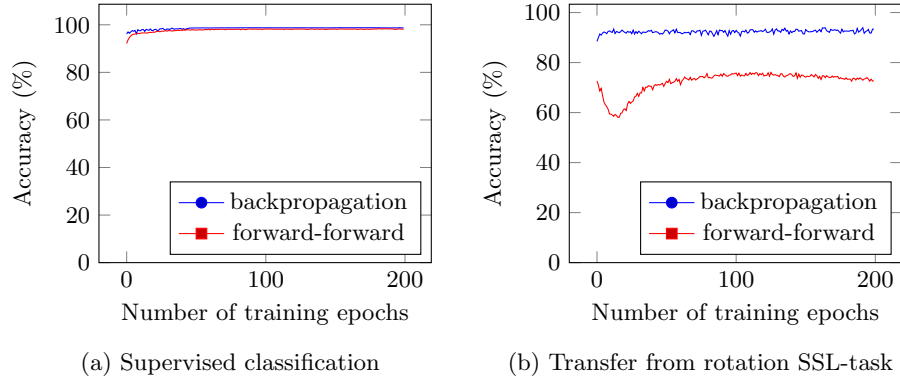 Accuracy (%)
100
80
60
40
20
0
backpropagation
forward-forward
0 100 200
Number of training epochs
(a) Supervised classification
Accuracy (%)
100
80
60
40
20
0
backpropagation
forward-forward
0 100 200
Number of training epochs
(b) Transfer from rotation SSL-task